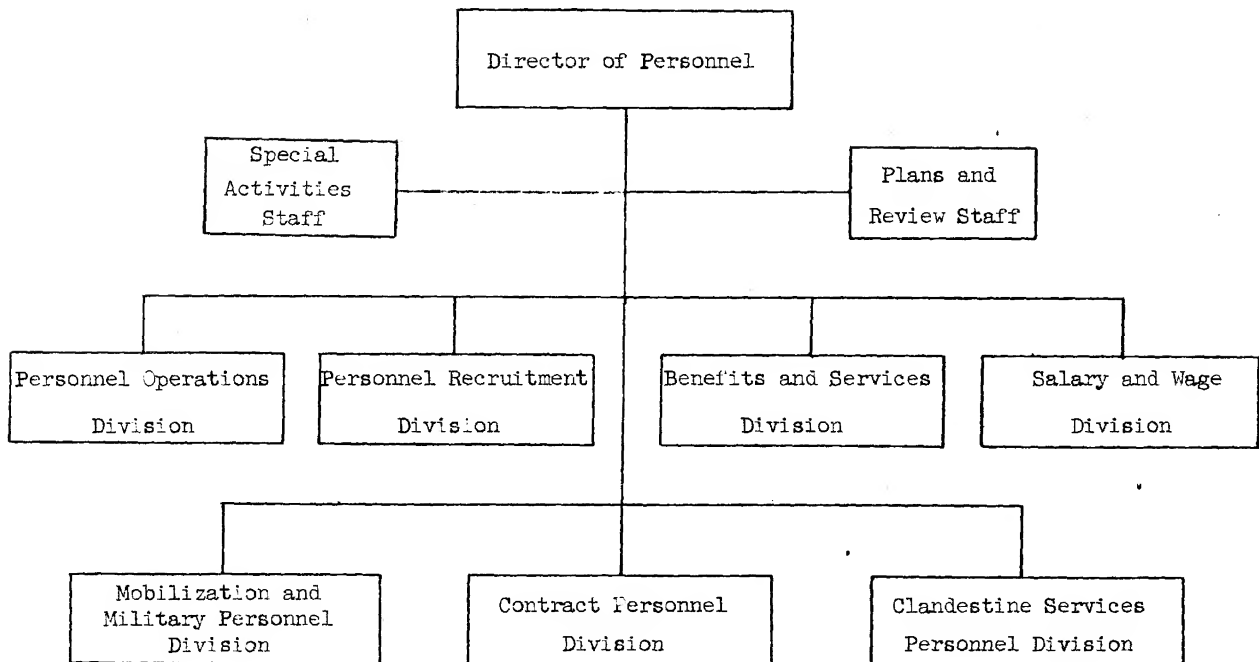 Director of Personnel
Special
Activities
Staff
Plans and
Review Staff
Personnel Operations
Division
Personnel Recruitment
Division
Benefits and Services
Division
Salary and Wage
Division
Mobilization and
Military Personnel
Division
Contract Personnel
Division
Clandestine Services
Personnel Division